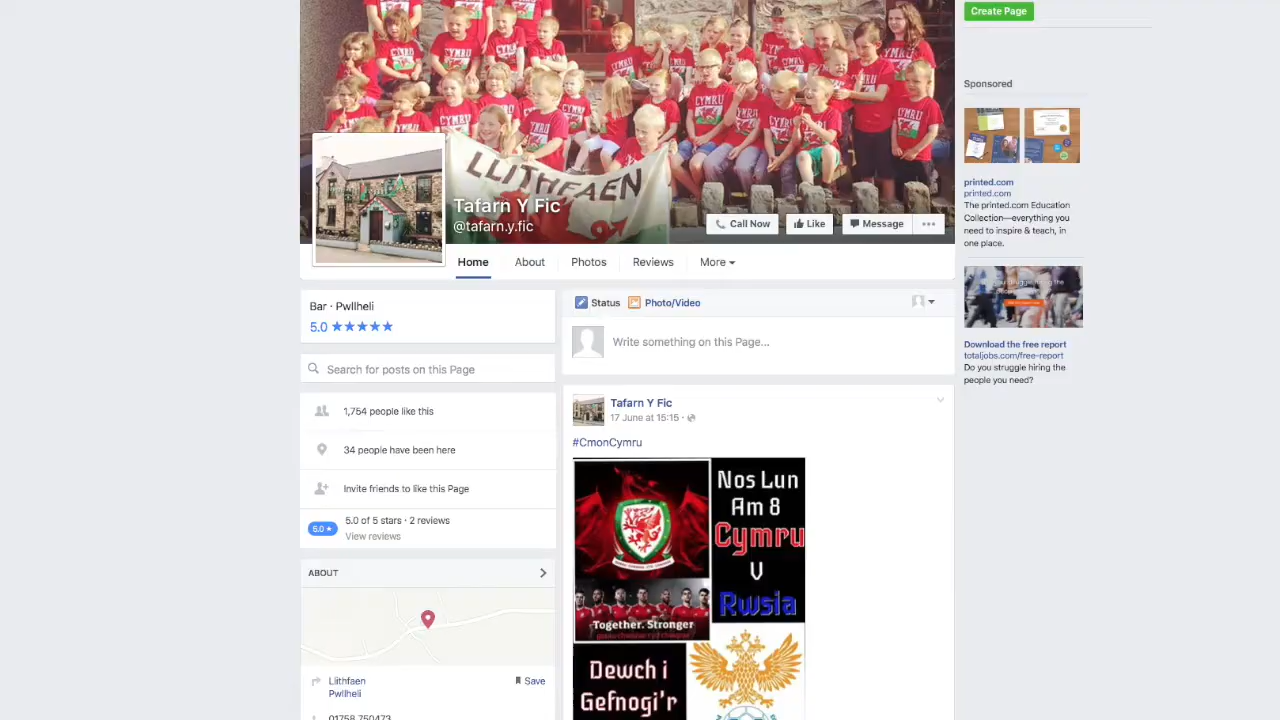 Create Page
Sponsored
CYMRU
LLITHFAEN
Tafarn Y Fic
@tafarn.y.fic
Call Now
Like
Message
Home
About
Photos
Reviews
More
printed.com
printed.com
The printed.com Education
Collection—everything you
need to inspire & teach, in
one place.
Download the free report
totaljobs.com/free-report
Do you struggle hiring the
people you need?
Bar · Pwllheli
5.0 ★★★★★
Search for posts on this Page
1,754 people like this
34 people have been here
Invite friends to like this Page
5.0 ★
5.0 of 5 stars · 2 reviews
View reviews
ABOUT
Llithfaen
Pwllheli
Save
01758 750473
Status
Photo/Video
Write something on this Page...
Tafarn Y Fic
17 June at 15:15 ·
#CmonCymru
Nos Lun
Am 8
Cymru
V
Rwsia
Together. Stronger
Dewch i
Gefnogi'r